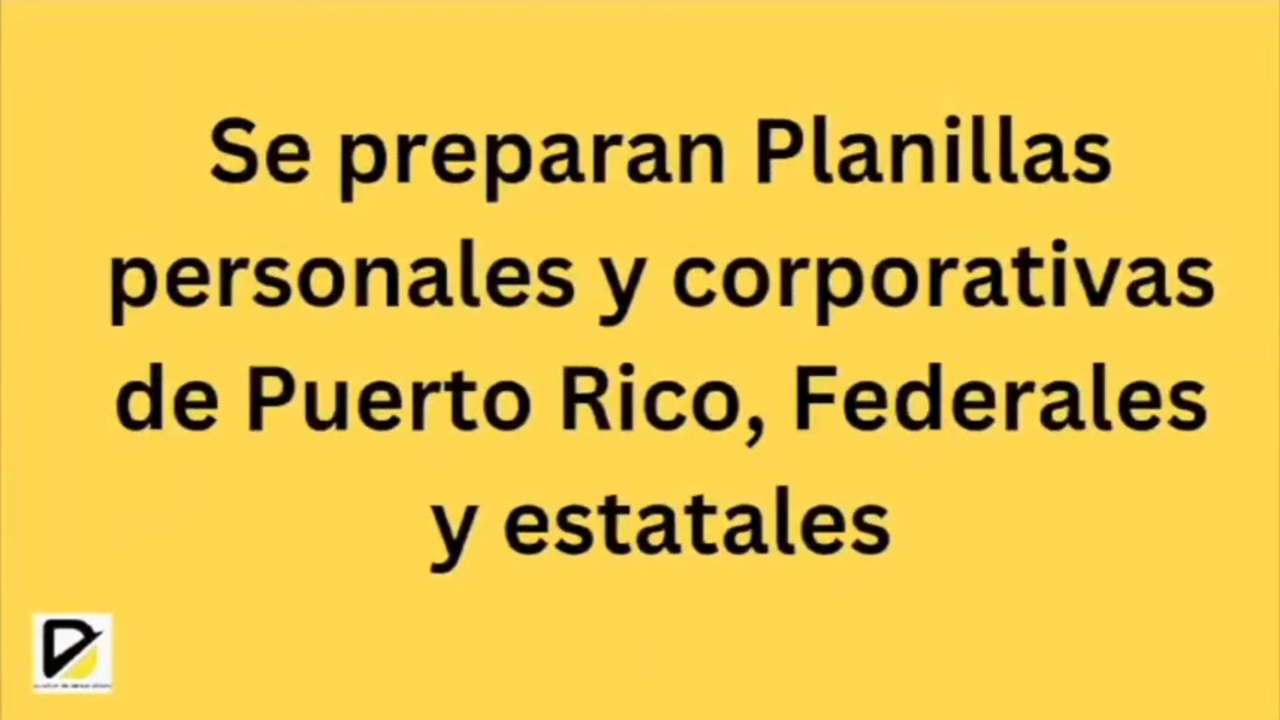 Se preparan Planillas
personales y corporativas
de Puerto Rico, Federales
y estatales